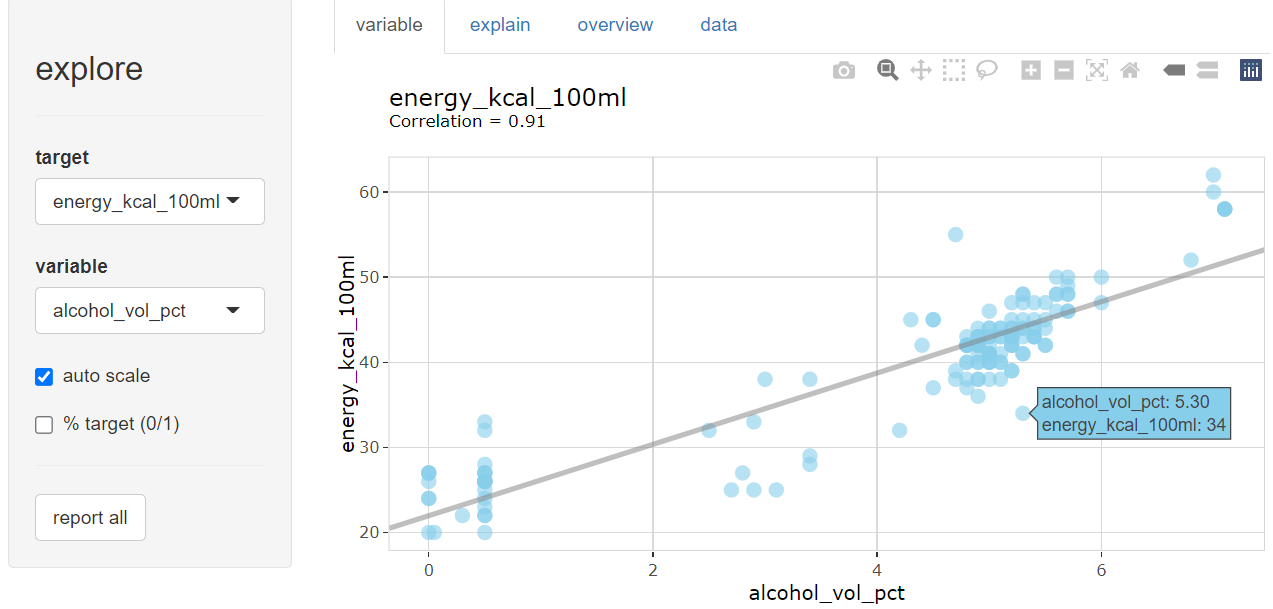 variable explain overview data
explore
target
energy_kcal_100ml
variable
alcohol_vol_pct
auto scale
% target (0/1)
report all
energy_kcal_100ml
Correlation = 0.91
energy_kcal_100ml
60
50
40
30
20
alcohol_vol_pct: 5.30
energy_kcal_100ml: 34
0 2 4 6
alcohol_vol_pct